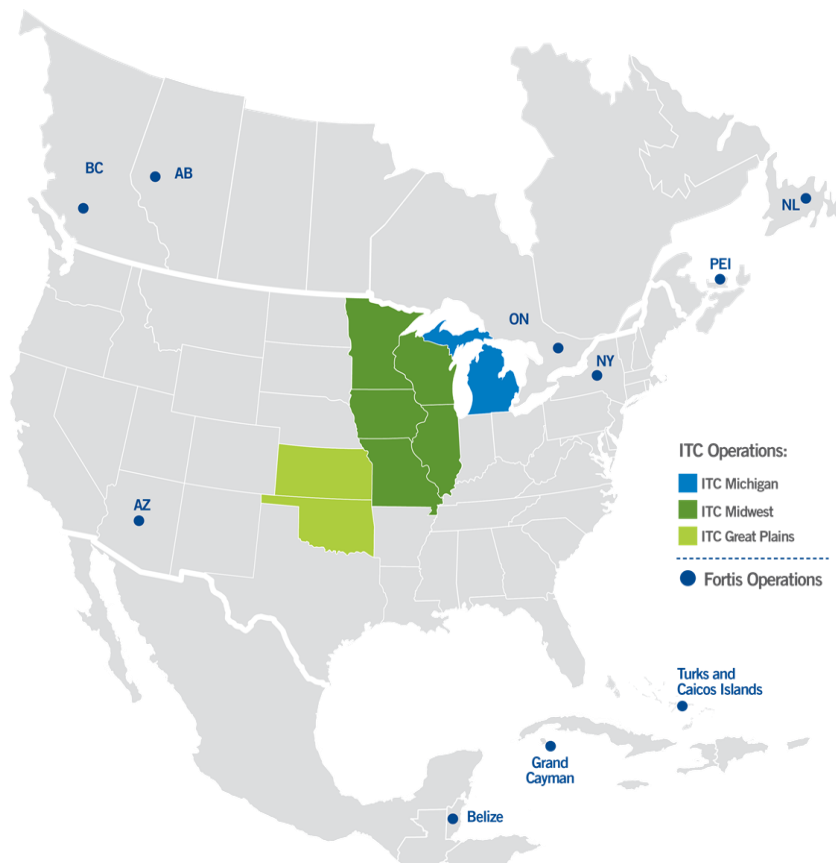 BC
AB
NL
PEI
ON
NY
ITC Operations:
ITC Michigan
ITC Midwest
ITC Great Plains
AZ
Fortis Operations
Turks and
Caicos Islands
Grand
Cayman
Belize